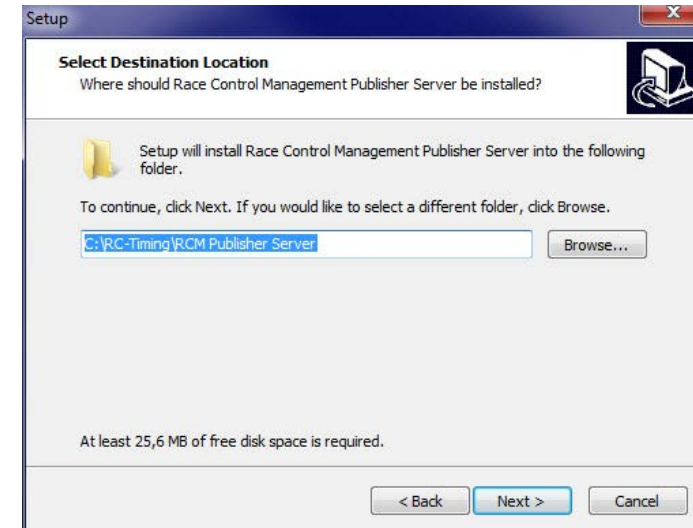 Setup
Select Destination Location
Where should Race Control Management Publisher Server be installed?
Setup will install Race Control Management Publisher Server into the following
folder.
To continue, click Next. If you would like to select a different folder, click Browse.
C:\RC-Timing\RCM Publisher Server
Browse...
At least 25,6 MB of free disk space is required.
< Back
Next >
Cancel